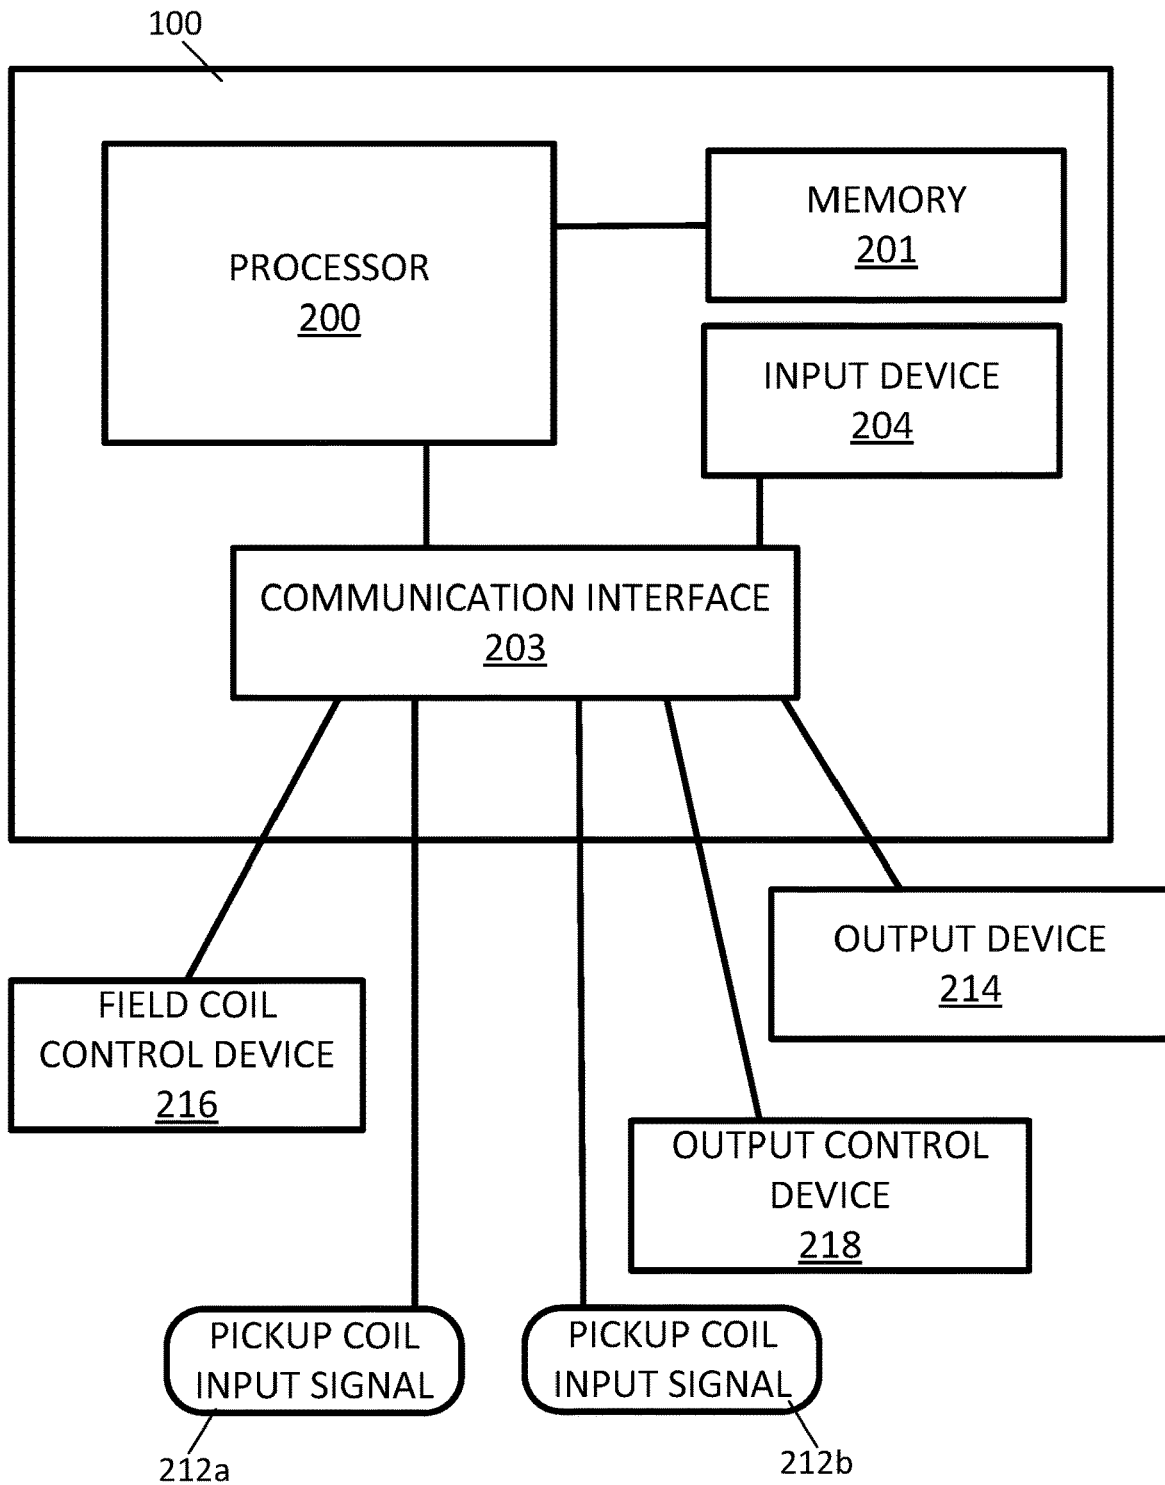 100
PROCESSOR
200
MEMORY
201
INPUT DEVICE
204
COMMUNICATION INTERFACE
203
OUTPUT DEVICE
214
FIELD COIL
CONTROL DEVICE
216
OUTPUT CONTROL
DEVICE
218
PICKUP COIL
INPUT SIGNAL
212a
PICKUP COIL
INPUT SIGNAL
212b